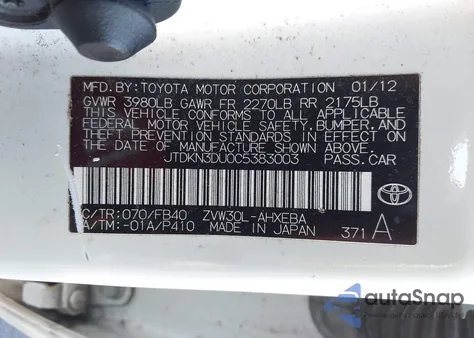 MFD. BY: TOYOTA MOTOR CORPORATION 01/12
GVWR 3980LB GAWR FR 2270LB RR 2175LB
THIS VEHICLE CONFORMS TO ALL APPLICABLE
FEDERAL MOTOR VEHICLE SAFETY, BUMPER, AND
THEFT PREVENTION STANDARDS IN EFFECT ON
THE DATE OF MANUFACTURE SHOWN ABOVE.
JTDKN3DU0C5383003 PASS. CAR
C/TR: 070/FB40 ZVW30L-AHXEBA
A/TM: -01A/P410 MADE IN JAPAN 371 A
autoSnap